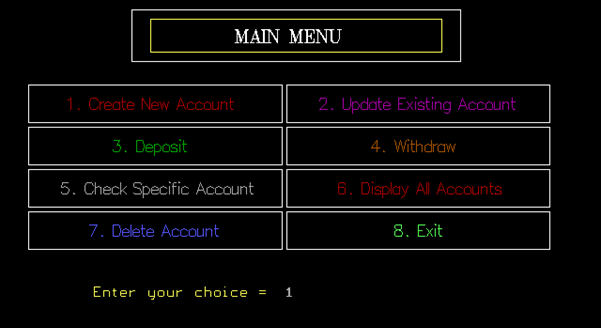 MAIN MENU
1. Create New Account
2. Update Existing Account
3. Deposit
4. Withdraw
5. Check Specific Account
6. Display All Accounts
7. Delete Account
8. Exit
Enter your choice = 1